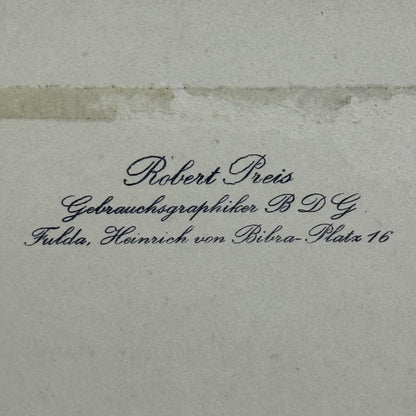 Robert Preis
Gebrauchsgraphiker B D G
Fulda, Heinrich von Bibra-Platz 16